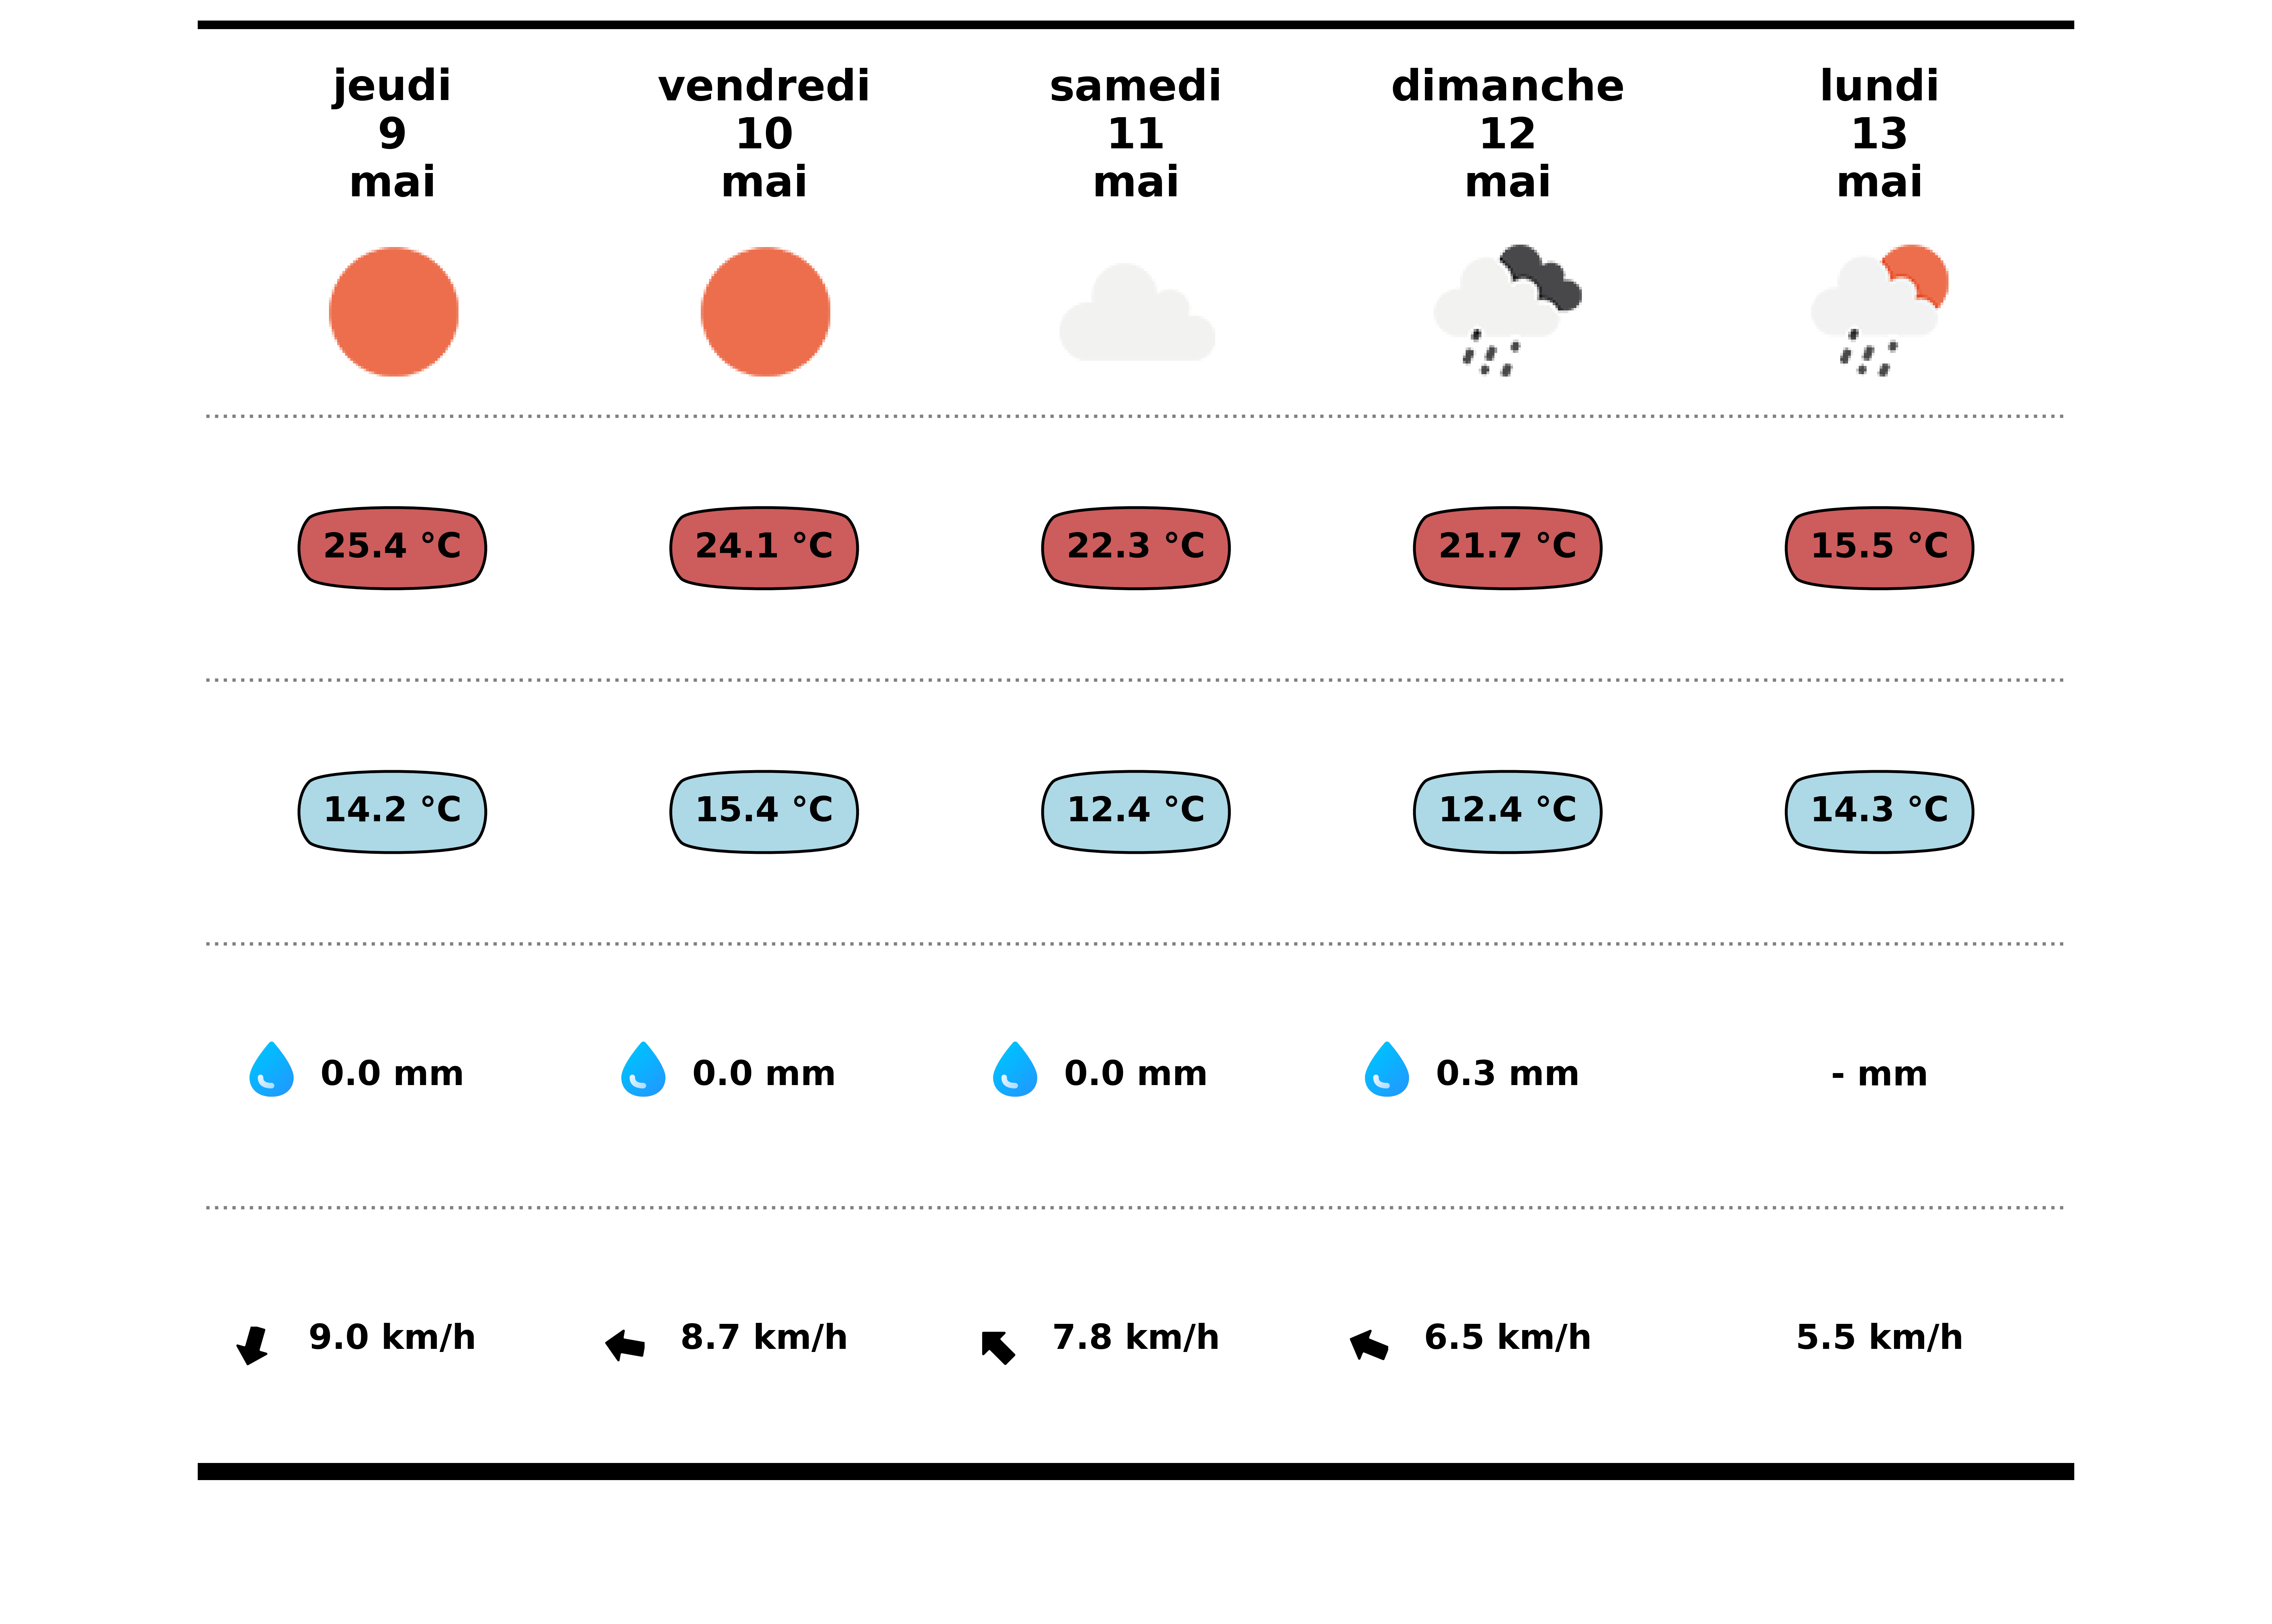 jeudi
9
mai
vendredi
10
mai
samedi
11
mai
dimanche
12
mai
lundi
13
mai
25.4 °C
24.1 °C
22.3 °C
21.7 °C
15.5 °C
14.2 °C
15.4 °C
12.4 °C
12.4 °C
14.3 °C
0.0 mm
0.0 mm
0.0 mm
0.3 mm
- mm
9.0 km/h
8.7 km/h
7.8 km/h
6.5 km/h
5.5 km/h